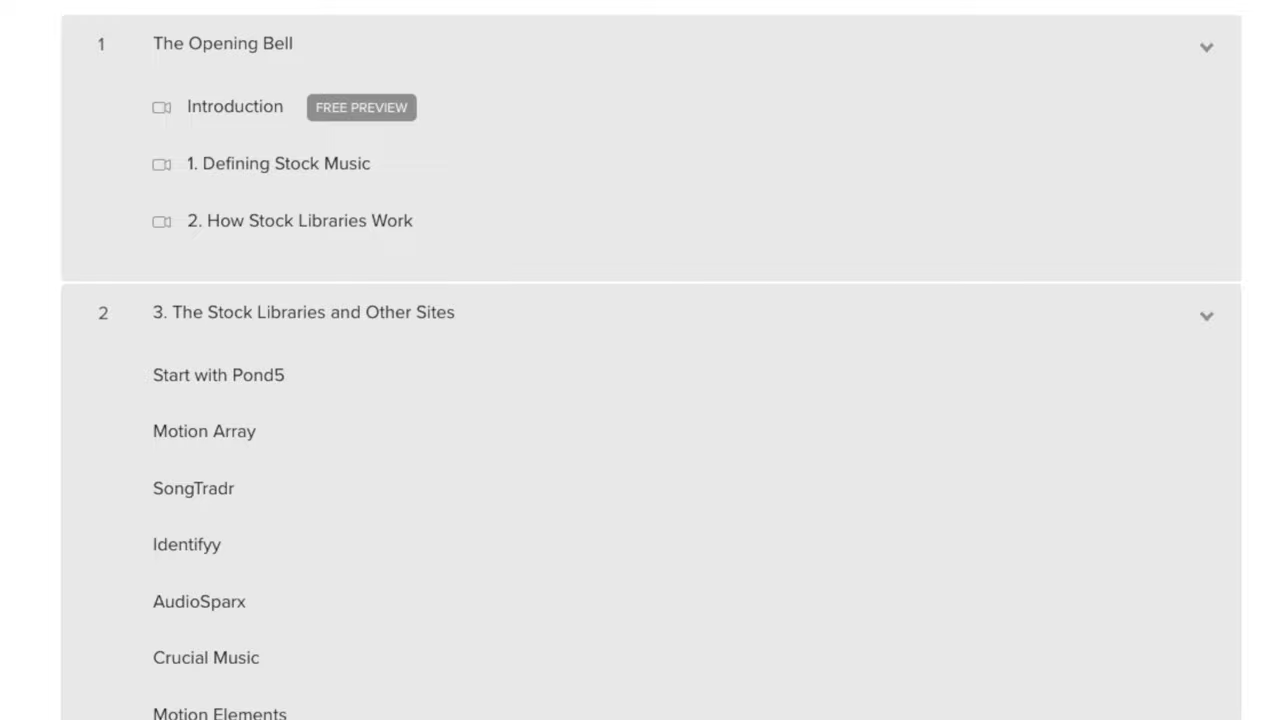 1 The Opening Bell
Introduction FREE PREVIEW
1. Defining Stock Music
2. How Stock Libraries Work
2 3. The Stock Libraries and Other Sites
Start with Pond5
Motion Array
SongTradr
Identifyy
AudioSparx
Crucial Music
Motion Elements